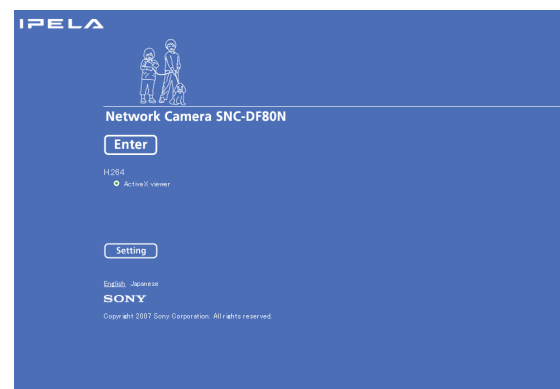 IPELA
Network Camera SNC-DF80N
Enter
H.264
ActiveX viewer
Setting
English Japanese
SONY
Copyright 2007 Sony Corporation. All rights reserved.